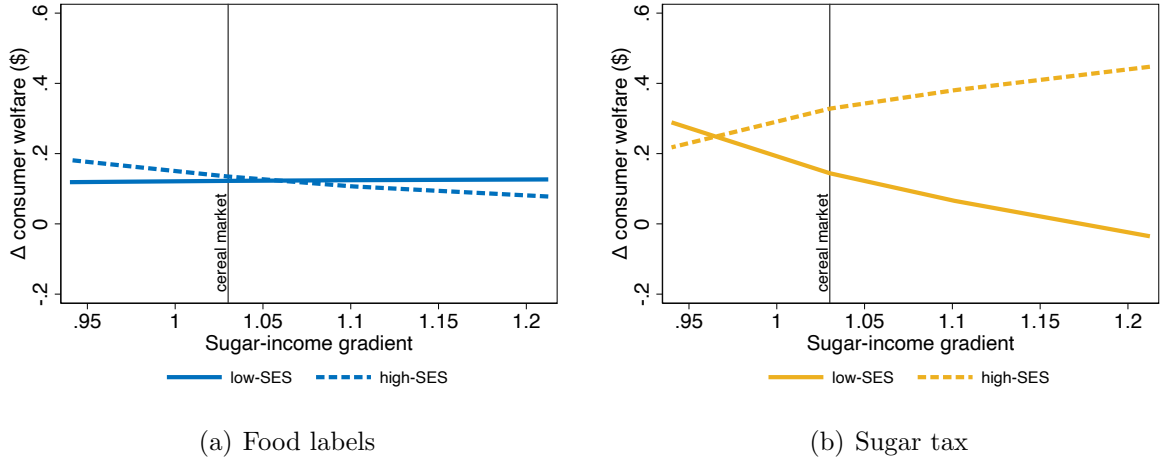 .6
.4
.2
0
-.2
Δ consumer welfare ($)
cereal market
.95 1 1.05 1.1 1.15 1.2
Sugar-income gradient
low-SES high-SES
(a) Food labels
.6
.4
.2
0
-.2
Δ consumer welfare ($)
cereal market
.95 1 1.05 1.1 1.15 1.2
Sugar-income gradient
low-SES high-SES
(b) Sugar tax